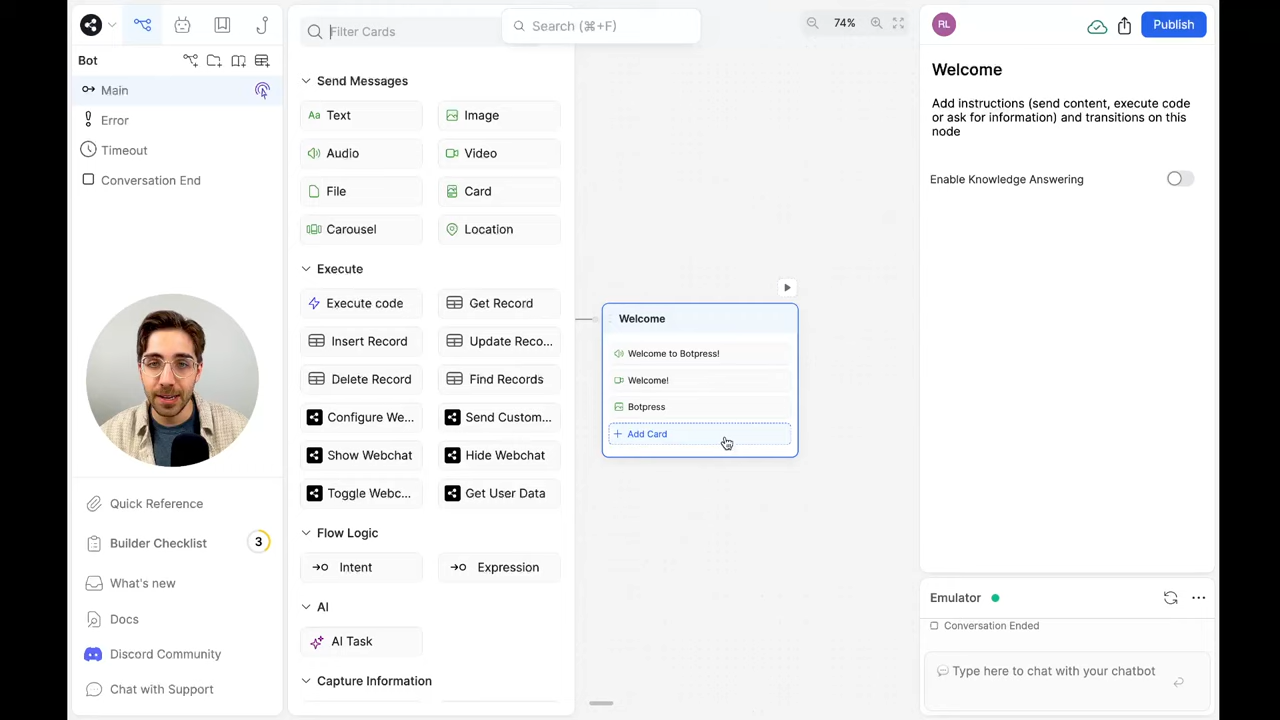 Filter Cards
Search (⌘+F)
74%
RL
Publish
Bot
Main
Error
Timeout
Conversation End
Quick Reference
Builder Checklist
3
What's new
Docs
Discord Community
Chat with Support
Send Messages
Aa Text
Image
Audio
Video
File
Card
Carousel
Location
Execute
Execute code
Get Record
Insert Record
Update Reco...
Delete Record
Find Records
Configure We...
Send Custom...
Show Webchat
Hide Webchat
Toggle Webc...
Get User Data
Flow Logic
Intent
Expression
AI
AI Task
Capture Information
Welcome
Welcome to Botpress!
Welcome!
Botpress
+ Add Card
Welcome
Add instructions (send content, execute code
or ask for information) and transitions on this
node
Enable Knowledge Answering
Emulator
Conversation Ended
Type here to chat with your chatbot